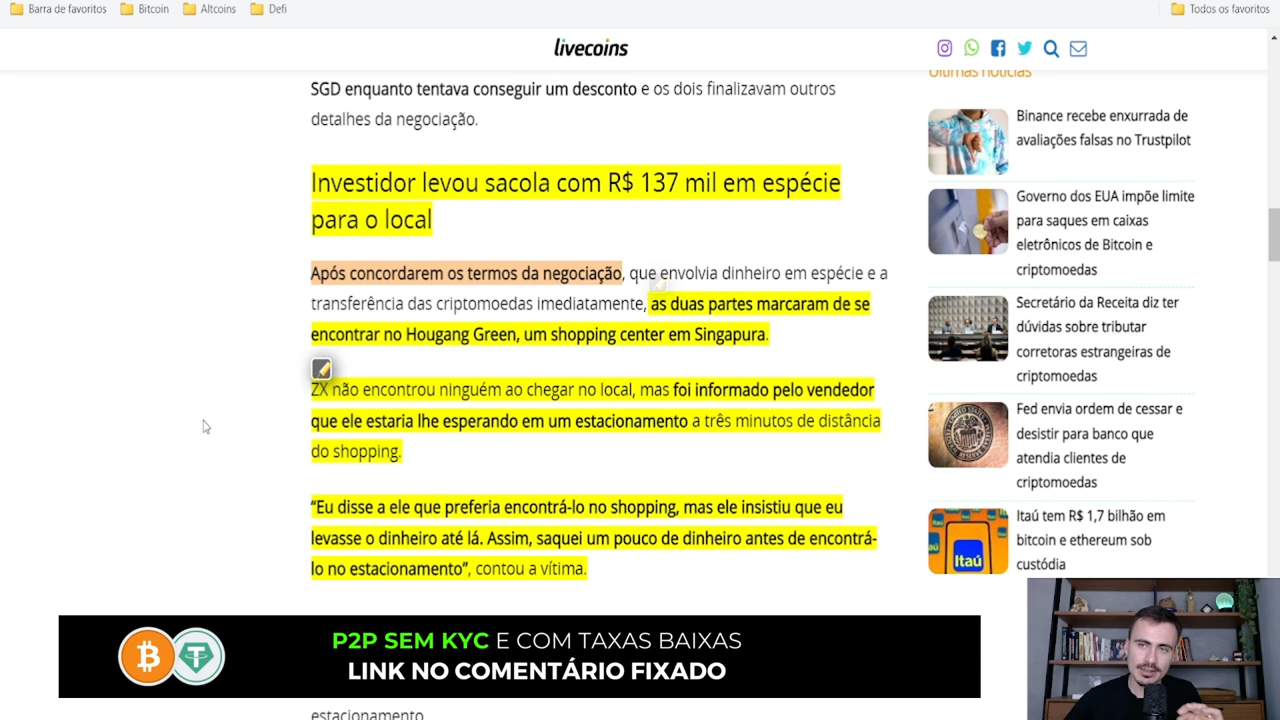 Barra de favoritos
Bitcoin
Altcoins
Defi
Todos os favoritos
livecoins
SGD enquanto tentava conseguir um desconto e os dois finalizavam outros
detalhes da negociação.
Investidor levou sacola com R$ 137 mil em espécie
para o local
Após concordarem os termos da negociação, que envolvia dinheiro em espécie e a
transferência das criptomoedas imediatamente, as duas partes marcaram de se
encontrar no Hougang Green, um shopping center em Singapura.
ZX não encontrou ninguém ao chegar no local, mas foi informado pelo vendedor
que ele estaria lhe esperando em um estacionamento a três minutos de distância
do shopping.
“Eu disse a ele que preferia encontrá-lo no shopping, mas ele insistiu que eu
levasse o dinheiro até lá. Assim, saquei um pouco de dinheiro antes de encontrá-
lo no estacionamento”, contou a vítima.
estacionamento
Últimas notícias
Binance recebe enxurrada de
avaliações falsas no Trustpilot
Governo dos EUA impõe limite
para saques em caixas
eletrônicos de Bitcoin e
criptomoedas
Secretário da Receita diz ter
dúvidas sobre tributar
corretoras estrangeiras de
criptomoedas
Fed envia ordem de cessar e
desistir para banco que
atendia clientes de
criptomoedas
Itaú tem R$ 1,7 bilhão em
bitcoin e ethereum sob
custódia
Itaú
P2P SEM KYC E COM TAXAS BAIXAS
LINK NO COMENTÁRIO FIXADO